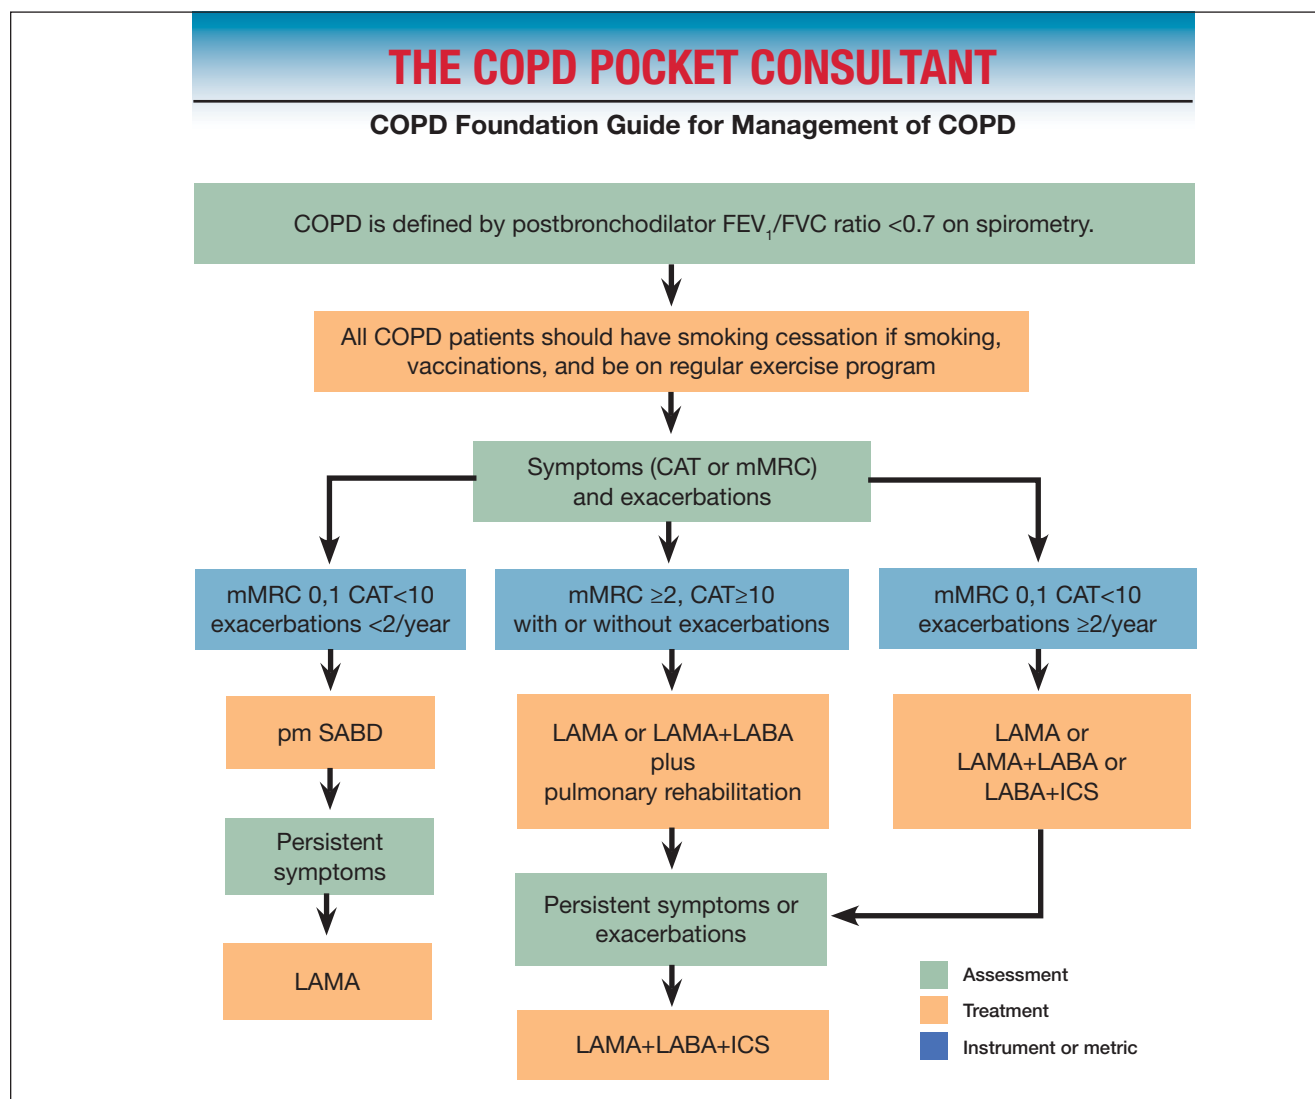 THE COPD POCKET CONSULTANT
COPD Foundation Guide for Management of COPD
COPD is defined by postbronchodilator FEV₁/FVC ratio <0.7 on spirometry.
All COPD patients should have smoking cessation if smoking,
vaccinations, and be on regular exercise program
Symptoms (CAT or mMRC)
and exacerbations
mMRC 0,1 CAT<10
exacerbations <2/year
mMRC ≥2, CAT≥10
with or without exacerbations
mMRC 0,1 CAT<10
exacerbations ≥2/year
pm SABD
LAMA or LAMA+LABA
plus
pulmonary rehabilitation
LAMA or
LAMA+LABA or
LABA+ICS
Persistent
symptoms
Persistent symptoms or
exacerbations
LAMA
LAMA+LABA+ICS
Assessment
Treatment
Instrument or metric